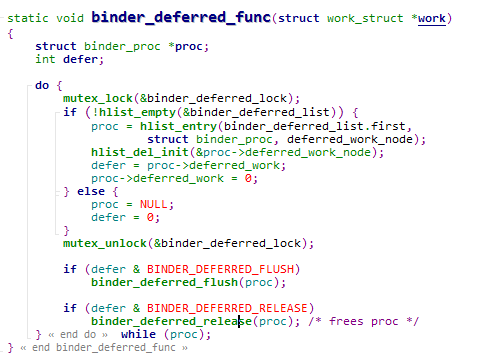 static void binder_deferred_func(struct work_struct *work)
{
struct binder_proc *proc;
int defer;
do {
mutex_lock(&binder_deferred_lock);
if (!hlist_empty(&binder_deferred_list)) {
proc = hlist_entry(binder_deferred_list.first,
struct binder_proc, deferred_work_node);
hlist_del_init(&proc->deferred_work_node);
defer = proc->deferred_work;
proc->deferred_work = 0;
} else {
proc = NULL;
defer = 0;
}
mutex_unlock(&binder_deferred_lock);
if (defer & BINDER_DEFERRED_FLUSH)
binder_deferred_flush(proc);
if (defer & BINDER_DEFERRED_RELEASE)
binder_deferred_release(proc); /* frees proc */
} « end do » while (proc);
} « end binder_deferred_func »